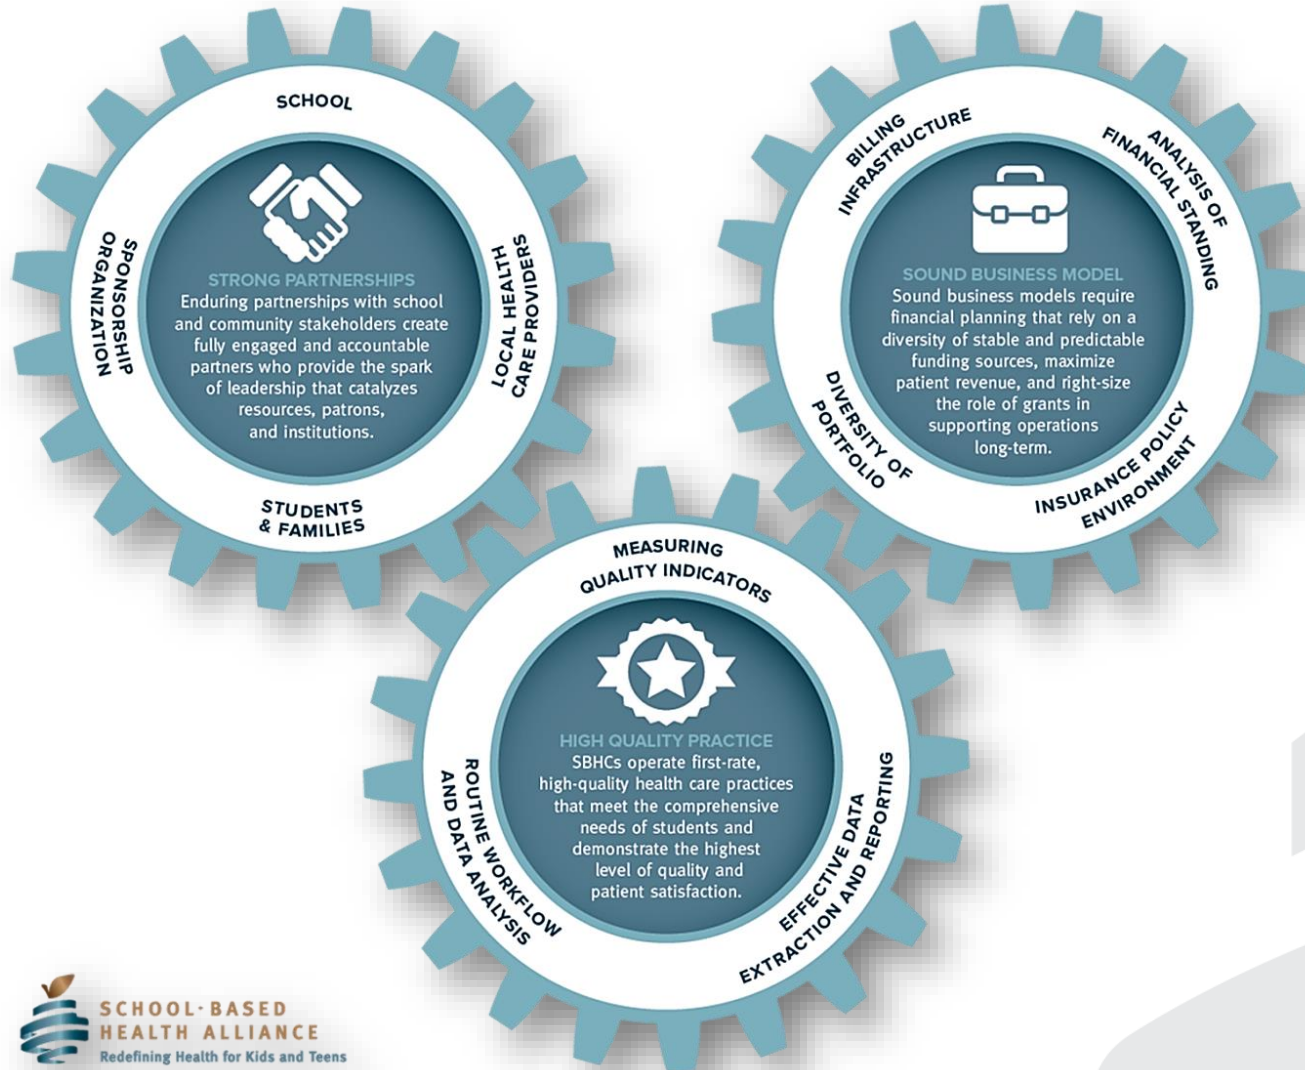 SCHOOL
SPONSORSHIP
ORGANIZATION
LOCAL HEALTH
CARE PROVIDERS
STUDENTS
& FAMILIES
STRONG PARTNERSHIPS
Enduring partnerships with school
and community stakeholders create
fully engaged and accountable
partners who provide the spark
of leadership that catalyzes
resources, patrons,
and institutions.
BILLING
INFRASTRUCTURE
ANALYSIS OF
FINANCIAL STANDING
DIVERSITY OF
PORTFOLIO
INSURANCE POLICY
ENVIRONMENT
SOUND BUSINESS MODEL
Sound business models require
financial planning that rely on a
diversity of stable and predictable
funding sources, maximize
patient revenue, and right-size
the role of grants in
supporting operations
long-term.
MEASURING
QUALITY INDICATORS
ROUTINE WORKFLOW
AND DATA ANALYSIS
EFFECTIVE DATA
EXTRACTION AND REPORTING
HIGH QUALITY PRACTICE
SBHCs operate first-rate,
high-quality health care practices
that meet the comprehensive
needs of students and
demonstrate the highest
level of quality and
patient satisfaction.
SCHOOL-BASED
HEALTH ALLIANCE
Redefining Health for Kids and Teens